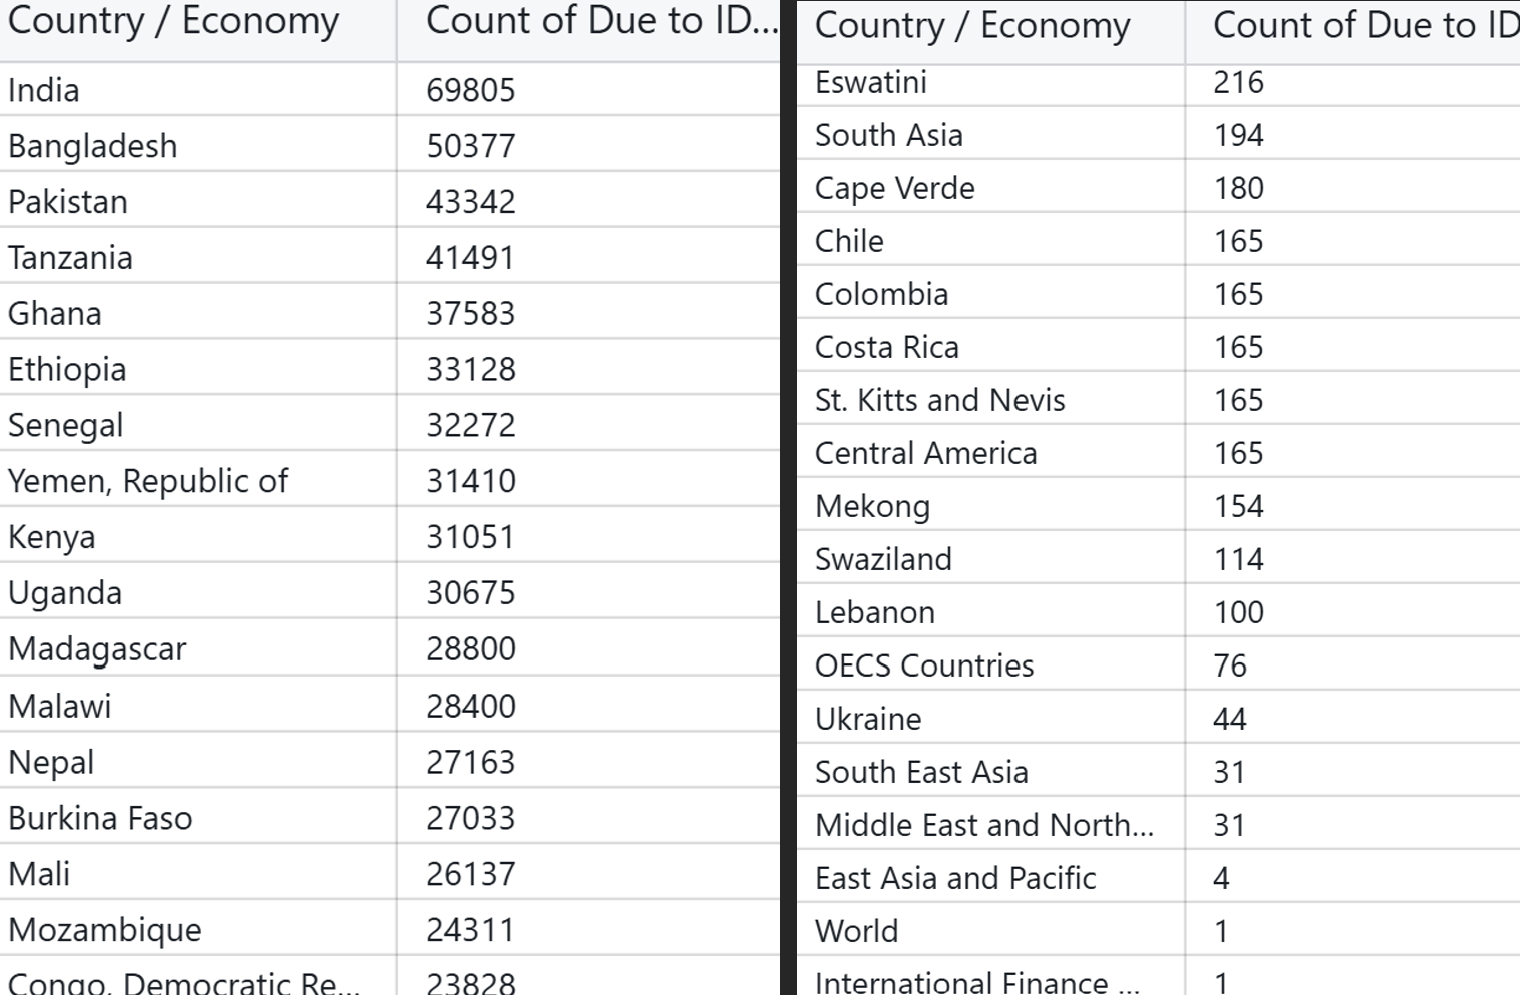 Country / Economy Count of Due to ID...
India 69805
Bangladesh 50377
Pakistan 43342
Tanzania 41491
Ghana 37583
Ethiopia 33128
Senegal 32272
Yemen, Republic of 31410
Kenya 31051
Uganda 30675
Madagascar 28800
Malawi 28400
Nepal 27163
Burkina Faso 27033
Mali 26137
Mozambique 24311
Congo, Democratic Re... 23828
Country / Economy Count of Due to ID
Eswatini 216
South Asia 194
Cape Verde 180
Chile 165
Colombia 165
Costa Rica 165
St. Kitts and Nevis 165
Central America 165
Mekong 154
Swaziland 114
Lebanon 100
OECS Countries 76
Ukraine 44
South East Asia 31
Middle East and North... 31
East Asia and Pacific 4
World 1
International Finance ... 1